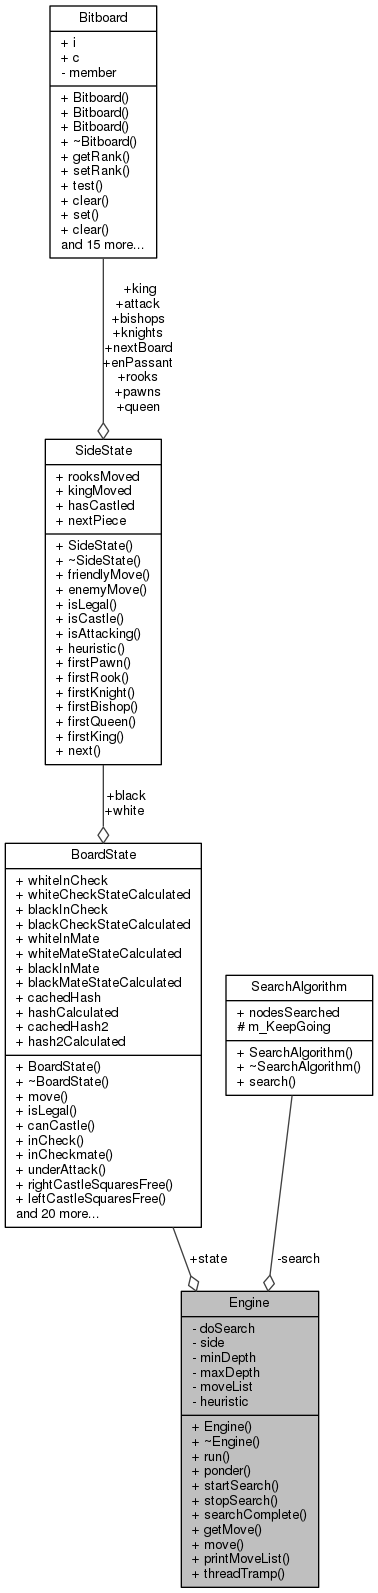 Bitboard
+ i
+ c
- member
+ Bitboard()
+ Bitboard()
+ Bitboard()
+ ~Bitboard()
+ getRank()
+ setRank()
+ test()
+ clear()
+ set()
+ clear()
and 15 more...
+king
+attack
+bishops
+knights
+nextBoard
+enPassant
+rooks
+pawns
+queen
SideState
+ rooksMoved
+ kingMoved
+ hasCastled
+ nextPiece
+ SideState()
+ ~SideState()
+ friendlyMove()
+ enemyMove()
+ isLegal()
+ isCastle()
+ isAttacking()
+ heuristic()
+ firstPawn()
+ firstRook()
+ firstKnight()
+ firstBishop()
+ firstQueen()
+ firstKing()
+ next()
+black
+white
BoardState
+ whiteInCheck
+ whiteCheckStateCalculated
+ blackInCheck
+ blackCheckStateCalculated
+ whiteInMate
+ whiteMateStateCalculated
+ blackInMate
+ blackMateStateCalculated
+ cachedHash
+ hashCalculated
+ cachedHash2
+ hash2Calculated
+ BoardState()
+ ~BoardState()
+ move()
+ isLegal()
+ canCastle()
+ inCheck()
+ inCheckmate()
+ underAttack()
+ rightCastleSquaresFree()
+ leftCastleSquaresFree()
and 20 more...
SearchAlgorithm
+ nodesSearched
# m_KeepGoing
+ SearchAlgorithm()
+ ~SearchAlgorithm()
+ search()
+state
-search
Engine
- doSearch
- side
- minDepth
- maxDepth
- moveList
- heuristic
+ Engine()
+ ~Engine()
+ run()
+ ponder()
+ startSearch()
+ stopSearch()
+ searchComplete()
+ getMove()
+ move()
+ printMoveList()
+ threadTramp()